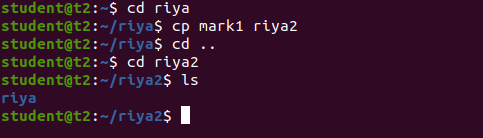 student@t2:~$ cd riya
student@t2:~/riya$ cp mark1 riya2
student@t2:~/riya$ cd ..
student@t2:~$ cd riya2
student@t2:~/riya2$ ls
riya
student@t2:~/riya2$